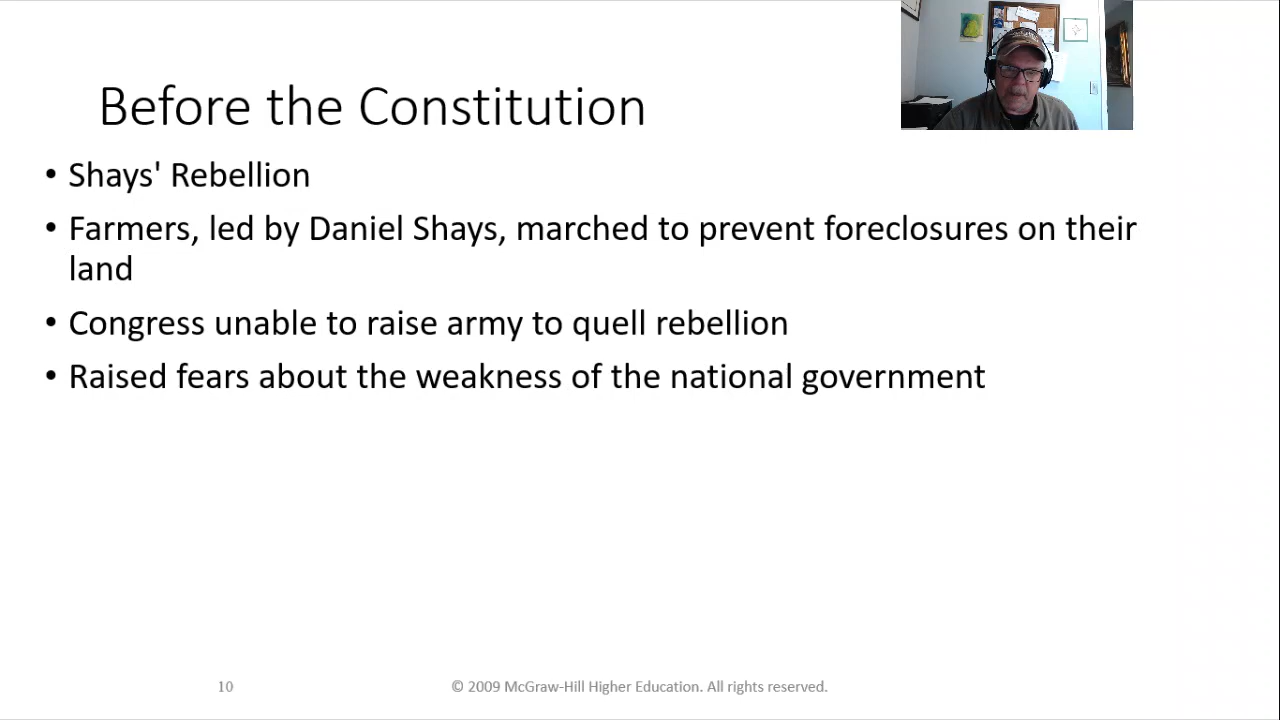 Before the Constitution
• Shays' Rebellion
• Farmers, led by Daniel Shays, marched to prevent foreclosures on their
land
• Congress unable to raise army to quell rebellion
• Raised fears about the weakness of the national government
10
© 2009 McGraw-Hill Higher Education. All rights reserved.